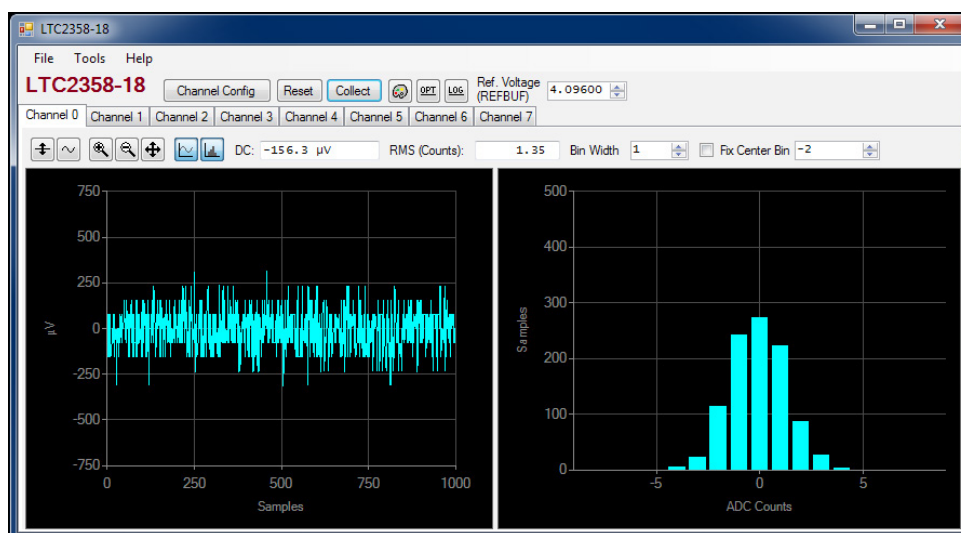 LTC2358-18
File Tools Help
LTC2358-18 Channel Config Reset Collect OPT LOG Ref. Voltage (REFBUF) 4.09600
Channel 0 Channel 1 Channel 2 Channel 3 Channel 4 Channel 5 Channel 6 Channel 7
DC: -156.3 µV RMS (Counts): 1.35 Bin Width 1 Fix Center Bin -2
750
500
250
0
-250
-500
-750
µV
0 250 500 750 1000
Samples
500
400
300
200
100
0
Samples
-5 0 5
ADC Counts